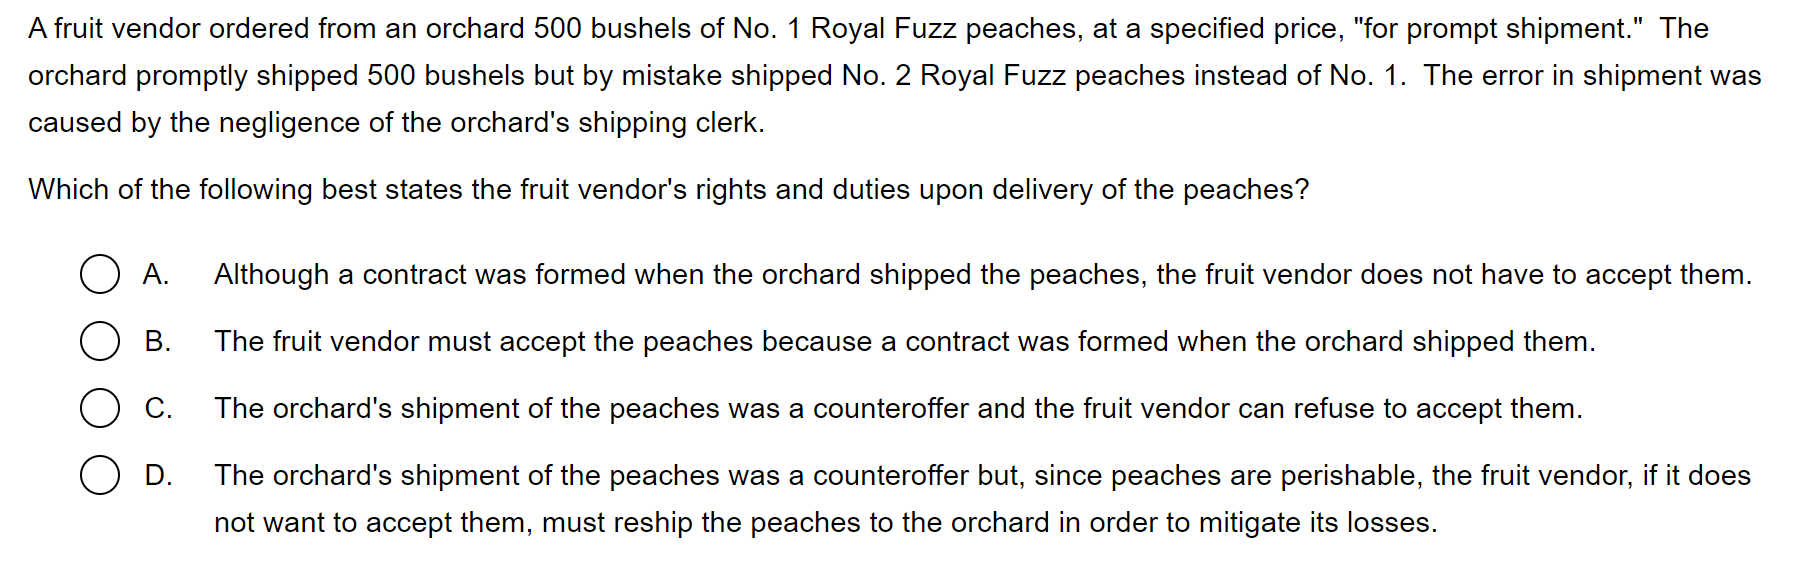 A fruit vendor ordered from an orchard 500 bushels of No. 1 Royal Fuzz peaches, at a specified price, "for prompt shipment."  The
orchard promptly shipped 500 bushels but by mistake shipped No. 2 Royal Fuzz peaches instead of No. 1.  The error in shipment was
caused by the negligence of the orchard's shipping clerk.
Which of the following best states the fruit vendor's rights and duties upon delivery of the peaches?
A. Although a contract was formed when the orchard shipped the peaches, the fruit vendor does not have to accept them.
B. The fruit vendor must accept the peaches because a contract was formed when the orchard shipped them.
C. The orchard's shipment of the peaches was a counteroffer and the fruit vendor can refuse to accept them.
D. The orchard's shipment of the peaches was a counteroffer but, since peaches are perishable, the fruit vendor, if it does
not want to accept them, must reship the peaches to the orchard in order to mitigate its losses.